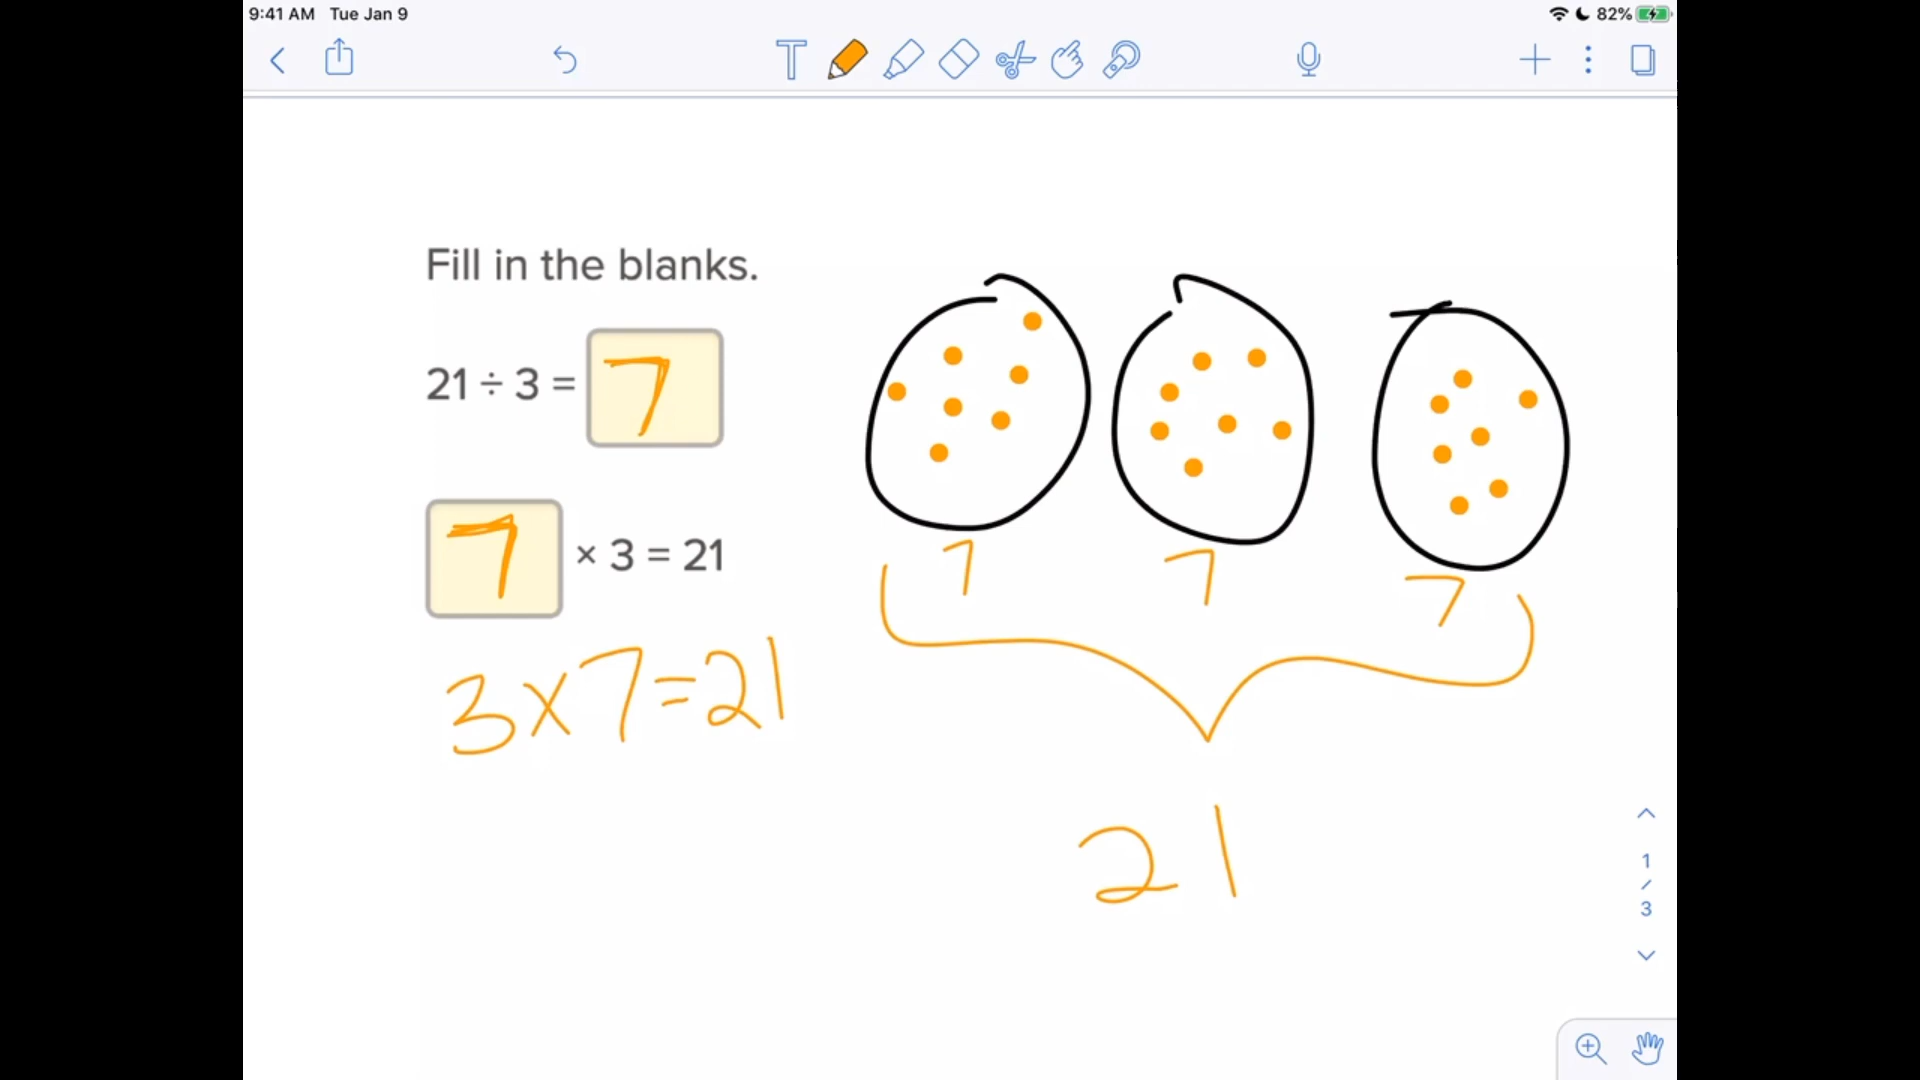 9:41 AM Tue Jan 9
82%
T
Fill in the blanks.
21 ÷ 3 = 7
7 × 3 = 21
3x7=21
7 7 7
21
1
/
3